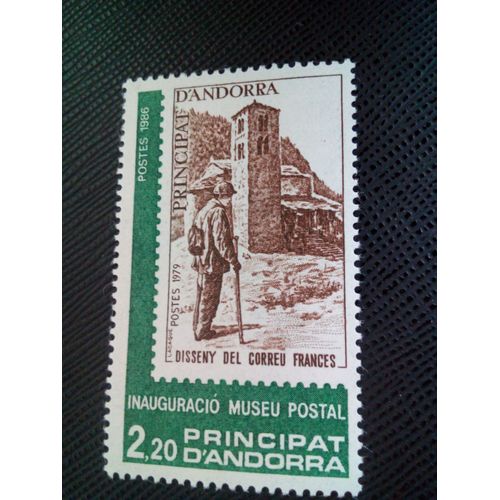 POSTES 1986
PRINCIPAT
D'ANDORRA
POSTES 1979
DISSENY DEL CORREU FRANCES
INAUGURACIÓ MUSEU POSTAL
2,20 PRINCIPAT
D'ANDORRA